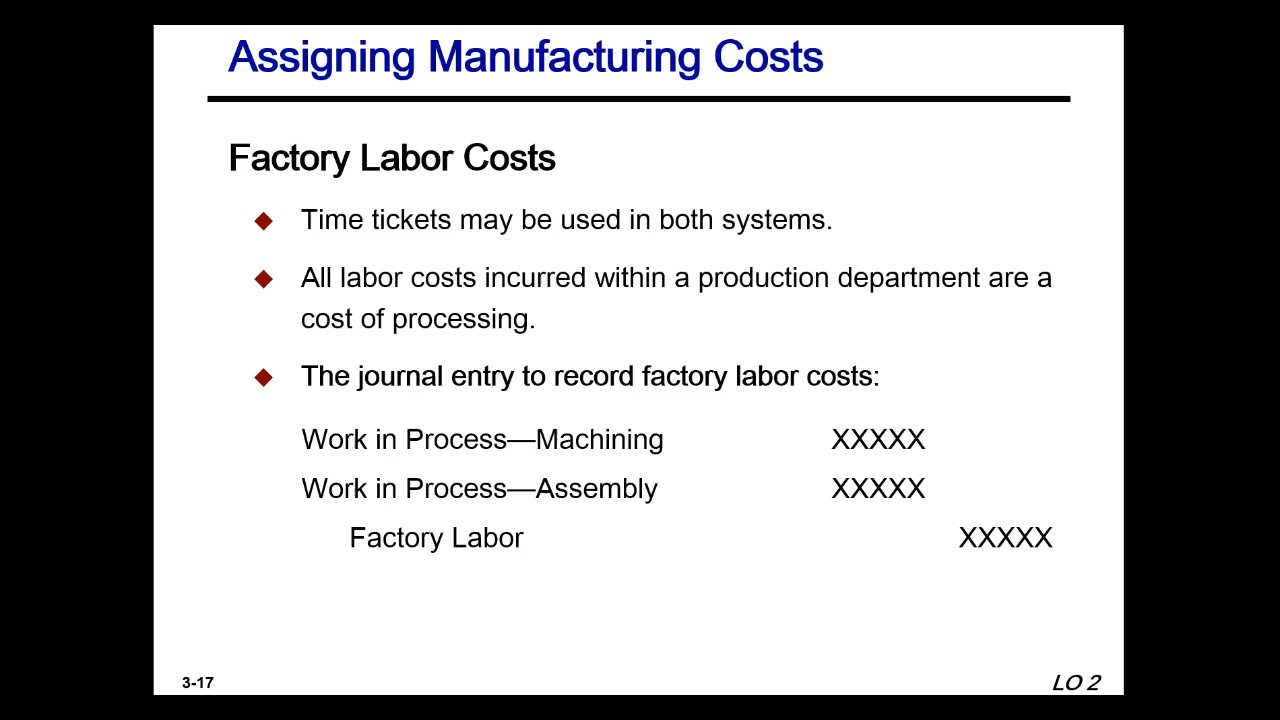 Assigning Manufacturing Costs
Factory Labor Costs
Time tickets may be used in both systems.
All labor costs incurred within a production department are a
cost of processing.
The journal entry to record factory labor costs:
Work in Process—Machining XXXXX
Work in Process—Assembly XXXXX
Factory Labor XXXXX
3-17 LO 2